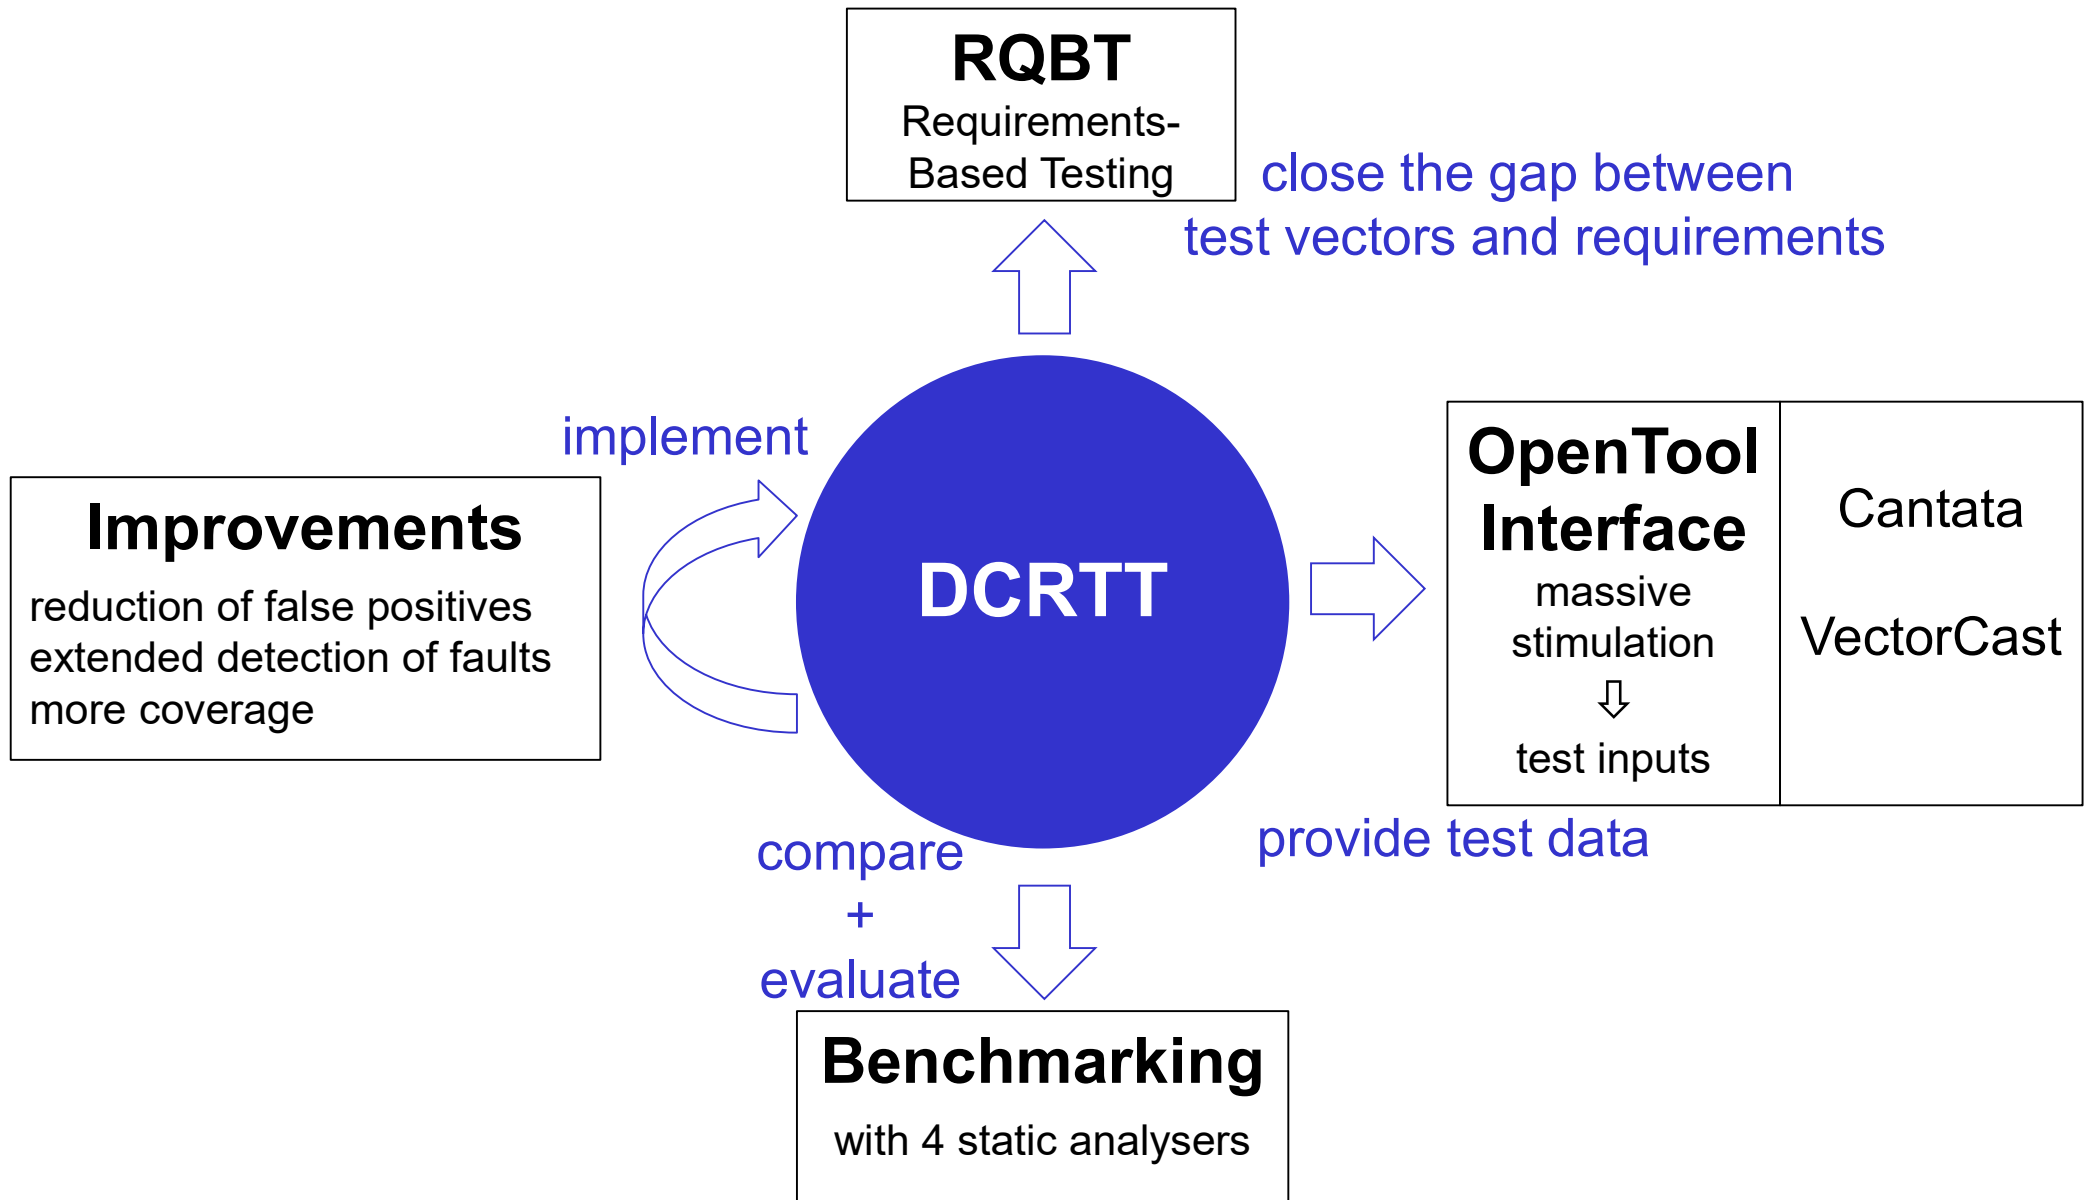 RQBT
Requirements-
Based Testing
close the gap between
test vectors and requirements
implement
Improvements
reduction of false positives
extended detection of faults
more coverage
DCRTT
OpenTool
Interface
massive
stimulation
test inputs
Cantata
VectorCast
provide test data
compare
+
evaluate
Benchmarking
with 4 static analysers